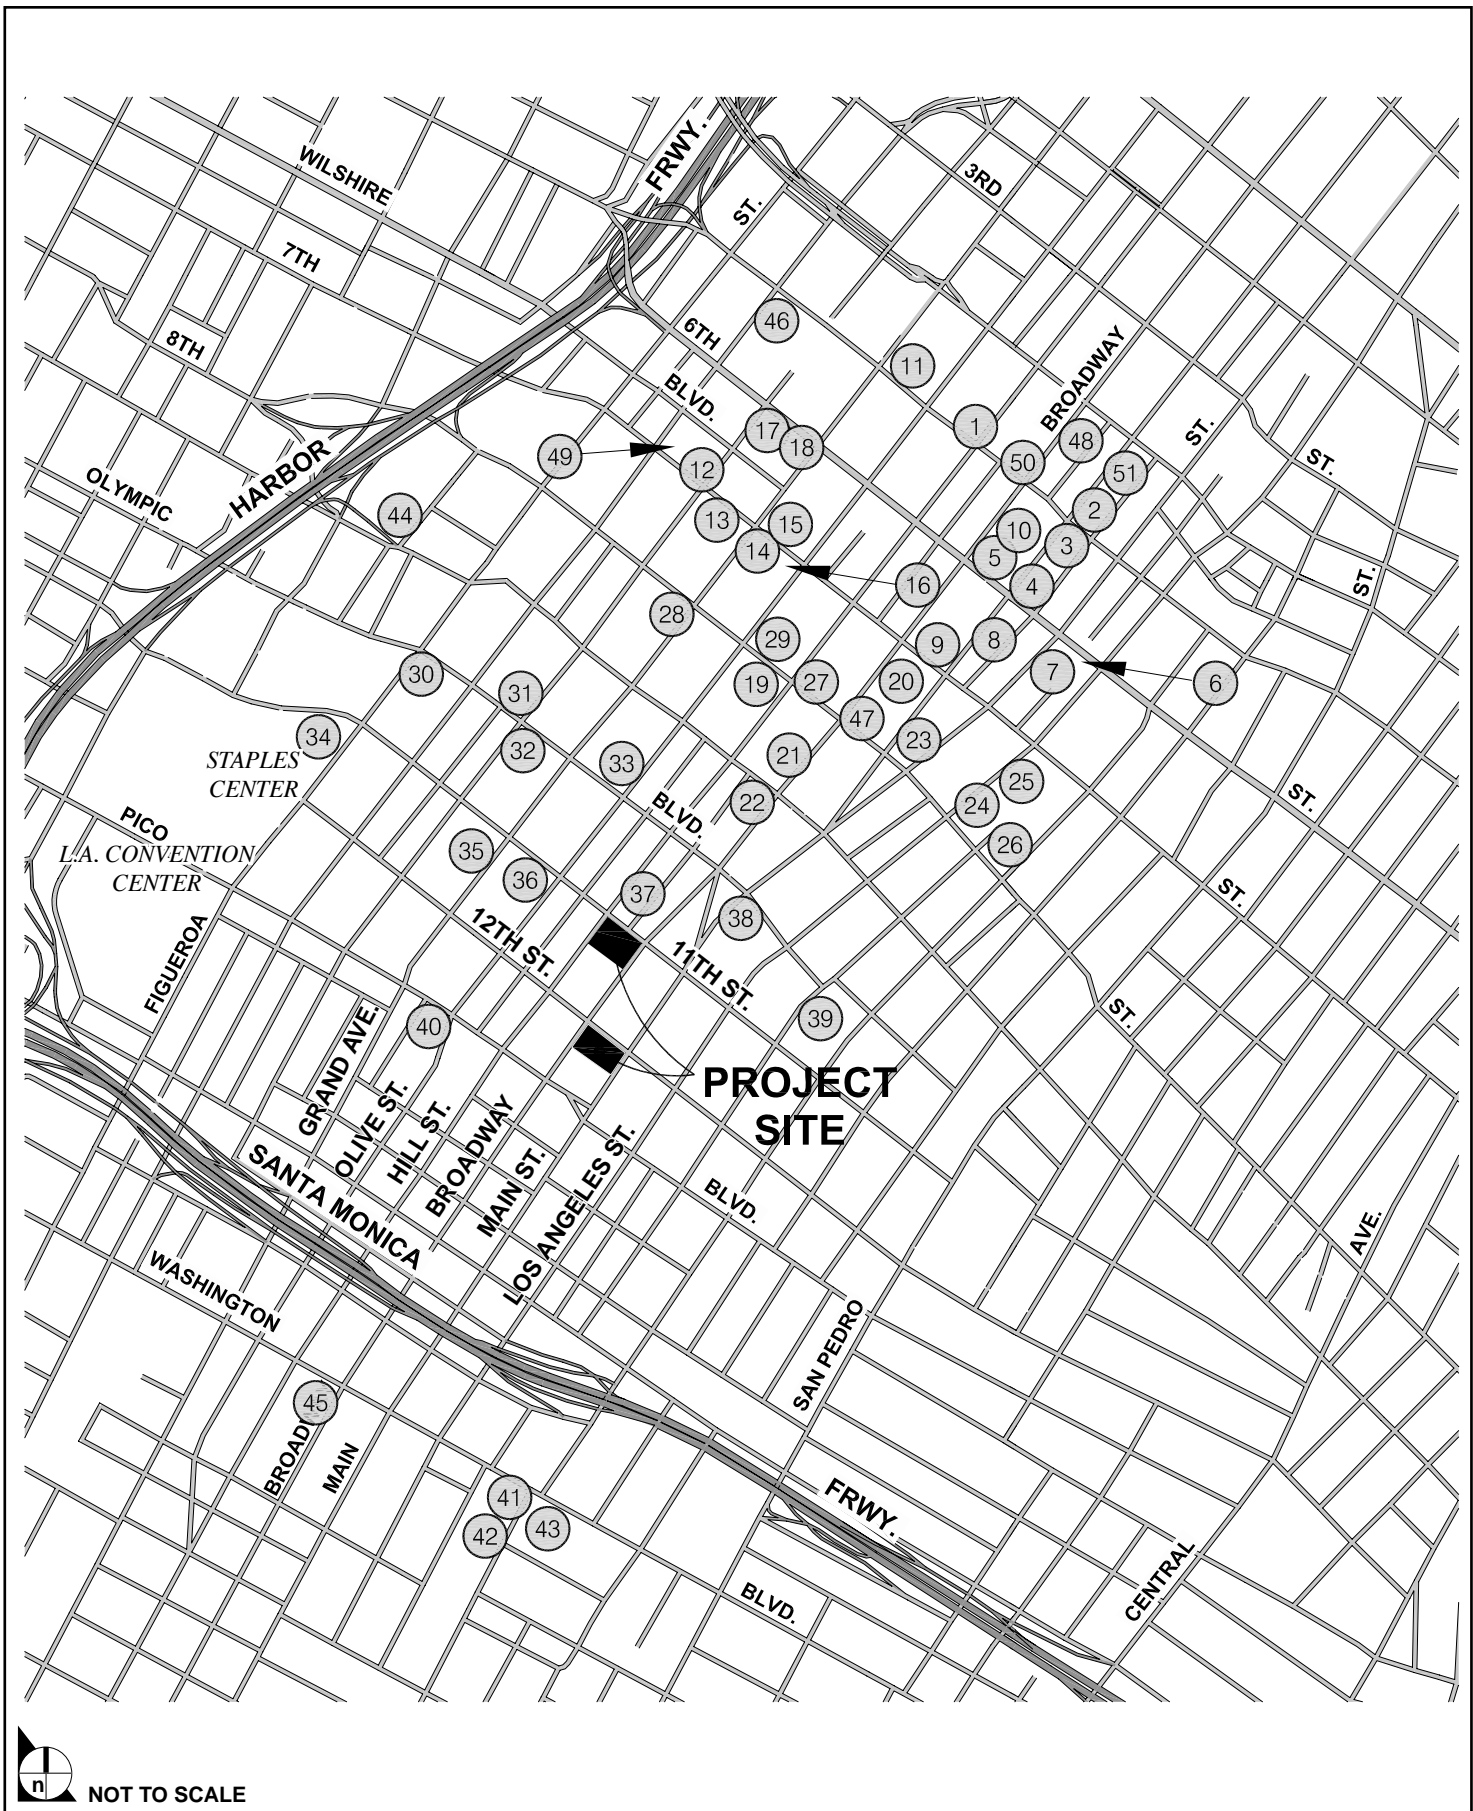 WILSHIRE
FRWY.
3RD
ST.
7TH
6TH
46
8TH
11
BROADWAY
BLVD.
17
18
1
48
ST.
ST.
49
12
50
51
HARBOR
OLYMPIC
44
13
15
14
10
2
5
3
16
4
ST.
28
29
9
8
30
31
19
27
20
7
6
34
47
23
STAPLES
CENTER
32
33
21
25
22
24
ST.
BLVD.
PICO
L.A. CONVENTION
CENTER
35
36
26
37
38
ST.
FIGUEROA
12TH ST.
11TH ST.
40
39
ST.
PROJECT
SITE
GRAND AVE.
OLIVE ST.
HILL ST.
BROADWAY
MAIN ST.
LOS ANGELES ST.
SANTA MONICA
BLVD.
AVE.
WASHINGTON
SAN PEDRO
45
BROADW
MAIN
41
42
43
FRWY.
CENTRAL
BLVD.
n
NOT TO SCALE